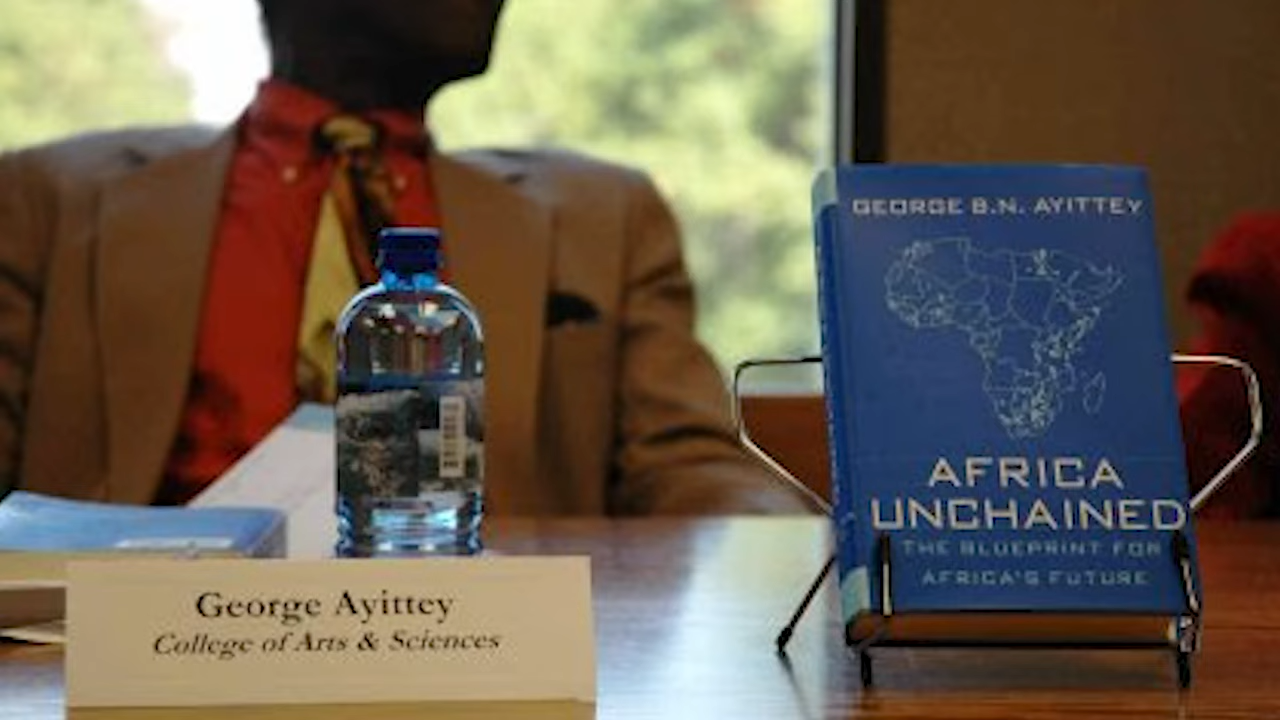 GEORGE B.N. AYITTEY
AFRICA
UNCHAINED
THE BLUEPRINT FOR
AFRICA'S FUTURE
George Ayittey
College of Arts & Sciences